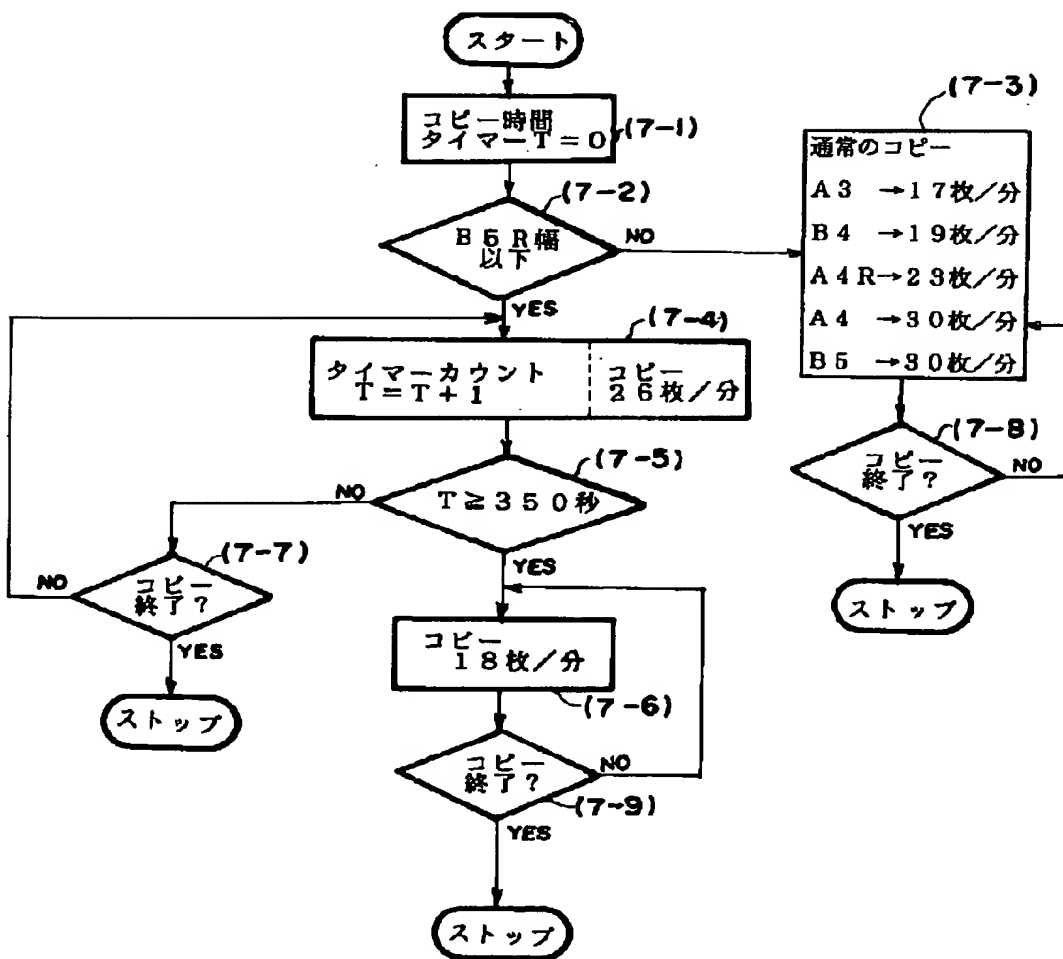 スタート
コピー時間
タイマーT=0
(7-1)
(7-2)
B5R幅
以下
NO
YES
(7-3)
通常のコピー
A3 →17枚/分
B4 →19枚/分
A4R→23枚/分
A4 →30枚/分
B5 →30枚/分
(7-4)
タイマーカウント
T=T+1
コピー
26枚/分
(7-5)
T≧350秒
NO
YES
(7-8)
コピー
終了?
NO
YES
ストップ
(7-7)
コピー
終了?
NO
YES
ストップ
コピー
18枚/分
(7-6)
コピー
終了?
NO
(7-9)
YES
ストップ